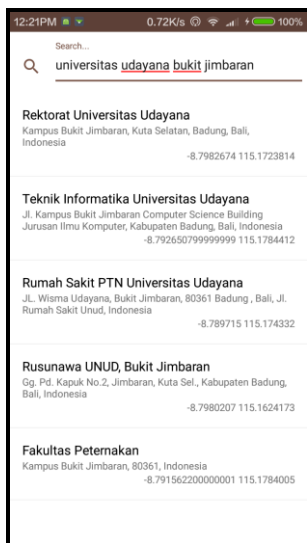 12:21PM 0.72K/s 100%
Search...
universitas udayana bukit jimbaran
Rektorat Universitas Udayana
Kampus Bukit Jimbaran, Kuta Selatan, Badung, Bali,
Indonesia
-8.7982674 115.1723814
Teknik Informatika Universitas Udayana
Jl. Kampus Bukit Jimbaran Computer Science Building
Jurusan Ilmu Komputer, Kabupaten Badung, Bali, Indonesia
-8.792650799999999 115.1784412
Rumah Sakit PTN Universitas Udayana
JL. Wisma Udayana, Bukit Jimbaran, 80361 Badung , Bali, Jl.
Rumah Sakit Unud, Indonesia
-8.789715 115.174332
Rusunawa UNUD, Bukit Jimbaran
Gg. Pd. Kapuk No.2, Jimbaran, Kuta Sel., Kabupaten Badung,
Bali, Indonesia
-8.7980207 115.1624173
Fakultas Peternakan
Kampus Bukit Jimbaran, 80361, Indonesia
-8.791562200000001 115.1784005